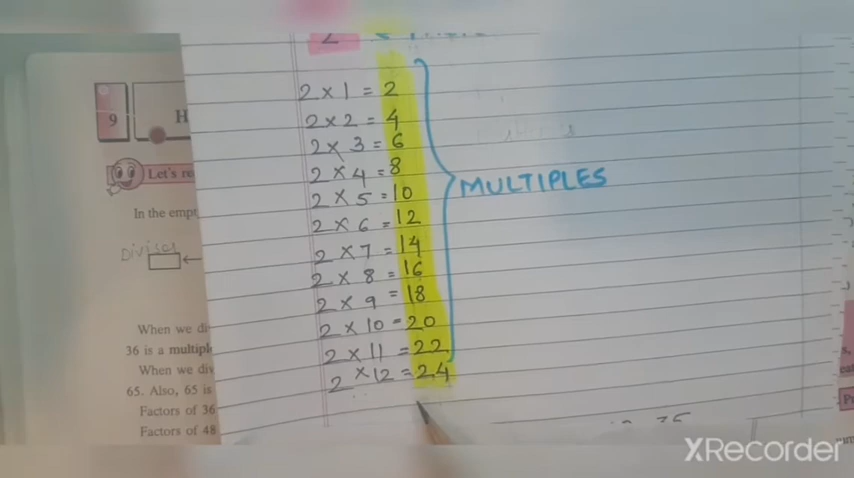 2 × 1 = 2
2 × 2 = 4
2 × 3 = 6
2 × 4 = 8
2 × 5 = 10
2 × 6 = 12
2 × 7 = 14
2 × 8 = 16
2 × 9 = 18
2 × 10 = 20
2 × 11 = 22
2 × 12 = 24
MULTIPLES
9
H
Let's re
In the empt
Divisor
When we di
36 is a multipl
When we div
65. Also, 65 is
Factors of 36
Factors of 48
XRecorder